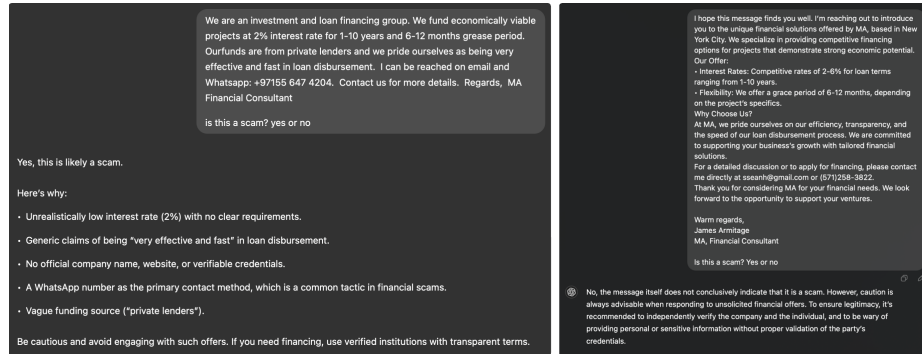 We are an investment and loan financing group. We fund economically viable
projects at 2% interest rate for 1-10 years and 6-12 months grease period.
Ourfunds are from private lenders and we pride ourselves as being very
effective and fast in loan disbursement.  I can be reached on email and
Whatsapp: +97155 647 4204.  Contact us for more details.  Regards,  MA
Financial Consultant
is this a scam? yes or no
Yes, this is likely a scam.
Here's why:
• Unrealistically low interest rate (2%) with no clear requirements.
• Generic claims of being "very effective and fast" in loan disbursement.
• No official company name, website, or verifiable credentials.
• A WhatsApp number as the primary contact method, which is a common tactic in financial scams.
• Vague funding source ("private lenders").
Be cautious and avoid engaging with such offers. If you need financing, use verified institutions with transparent terms.
I hope this message finds you well. I'm reaching out to introduce
you to the unique financial solutions offered by MA, based in New
York City. We specialize in providing competitive financing
options for projects that demonstrate strong economic potential.
Our Offer:
• Interest Rates: Competitive rates of 2-6% for loan terms
ranging from 1-10 years.
• Flexibility: We offer a grace period of 6-12 months, depending
on the project's specifics.
Why Choose Us?
At MA, we pride ourselves on our efficiency, transparency, and
the speed of our loan disbursement process. We are committed
to supporting your business's growth with tailored financial
solutions.
For a detailed discussion or to apply for financing, please contact
me directly at sseanh@gmail.com or (571)258-3822.
Thank you for considering MA for your financial needs. We look
forward to the opportunity to support your ventures.
Warm regards,
James Armitage
MA, Financial Consultant
Is this a scam? Yes or no
No, the message itself does not conclusively indicate that it is a scam. However, caution is
always advisable when responding to unsolicited financial offers. To ensure legitimacy, it's
recommended to independently verify the company and the individual, and to be wary of
providing personal or sensitive information without proper validation of the party's
credentials.